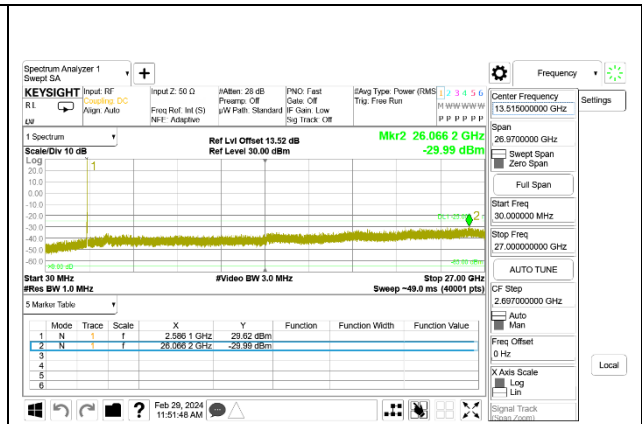 Spectrum Analyzer 1
Swept SA
Frequency
Settings
KEYSIGHT
Input: RF
Input Z: 50 Ω
#Atten: 28 dB
PNO: Fast
#Avg Type: Power (RMS
1 2 3 4 5 6
RL
Coupling: DC
Preamp: Off
Gate: Off
Trig: Free Run
M W W W W W
Align: Auto
Freq Ref: Int (S)
µW Path: Standard
IF Gain: Low
P P P P P P
NFE: Adaptive
Sig Track: Off
Center Frequency
13.515000000 GHz
Span
26.9700000 GHz
Swept Span
Zero Span
Full Span
Start Freq
30.000000 MHz
Stop Freq
27.00000000 GHz
AUTO TUNE
CF Step
2.697000000 GHz
Auto
Man
Freq Offset
0 Hz
X Axis Scale
Log
Lin
Signal Track
(Span Zoom)
Local
1 Spectrum
Scale/Div 10 dB
Ref Lvl Offset 13.52 dB
Ref Level 30.00 dBm
Mkr2 26.066 2 GHz
-29.99 dBm
Log
1
20.0
10.0
0.00
-10.0
-20.0
-30.0
-40.0
-50.0
-60.0
2
Start 30 MHz
#Video BW 3.0 MHz
Stop 27.00 GHz
#Res BW 1.0 MHz
Sweep ~49.0 ms (40001 pts)
5 Marker Table
Mode Trace Scale X Y Function Function Width Function Value
1 N 1 f 2.586 1 GHz 29.62 dBm
2 N 1 f 26.066 2 GHz -29.99 dBm
3
4
5
6
?
Feb 29, 2024
11:51:48 AM